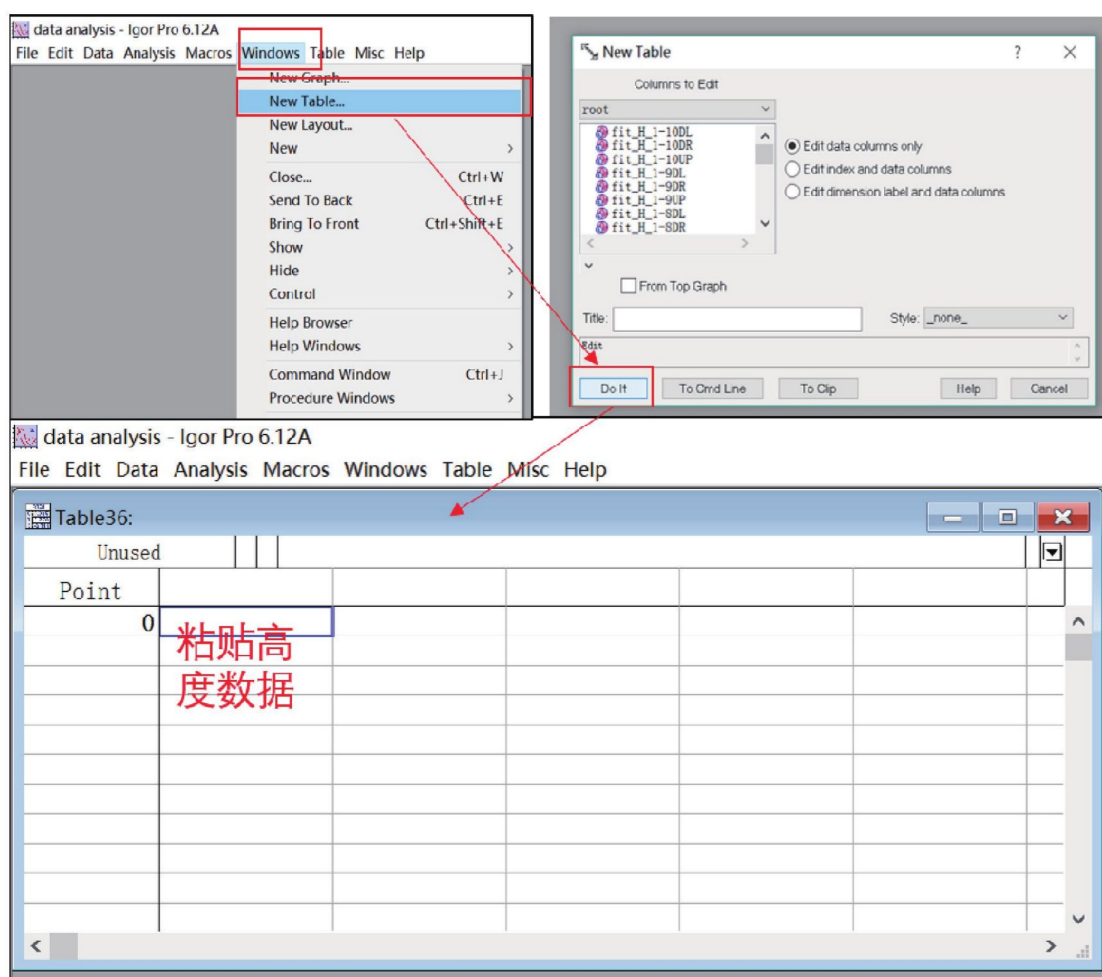 data analysis - Igor Pro 6.12A
File Edit Data Analysis Macros Windows Table Misc Help
New Graph...
New Table...
New Layout...
New
Close... Ctrl+W
Send To Back Ctrl+E
Bring To Front Ctrl+Shift+E
Show
Hide
Control
Help Browser
Help Windows
Command Window Ctrl+J
Procedure Windows
New Table ? ×
Columns to Edit
root
fit_H_1-10DL
fit_H_1-10DR
fit_H_1-10UP
fit_H_1-9DL
fit_H_1-9DR
fit_H_1-9UP
fit_H_1-8DL
fit_H_1-8DR
Edit data columns only
Edit index and data columns
Edit dimension label and data columns
From Top Graph
Title: Style: _none_
Edit
Do It To Cmd Line To Clip Help Cancel
data analysis - Igor Pro 6.12A
File Edit Data Analysis Macros Windows Table Misc Help
Table36:
Unused
Point
0
粘贴高
度数据